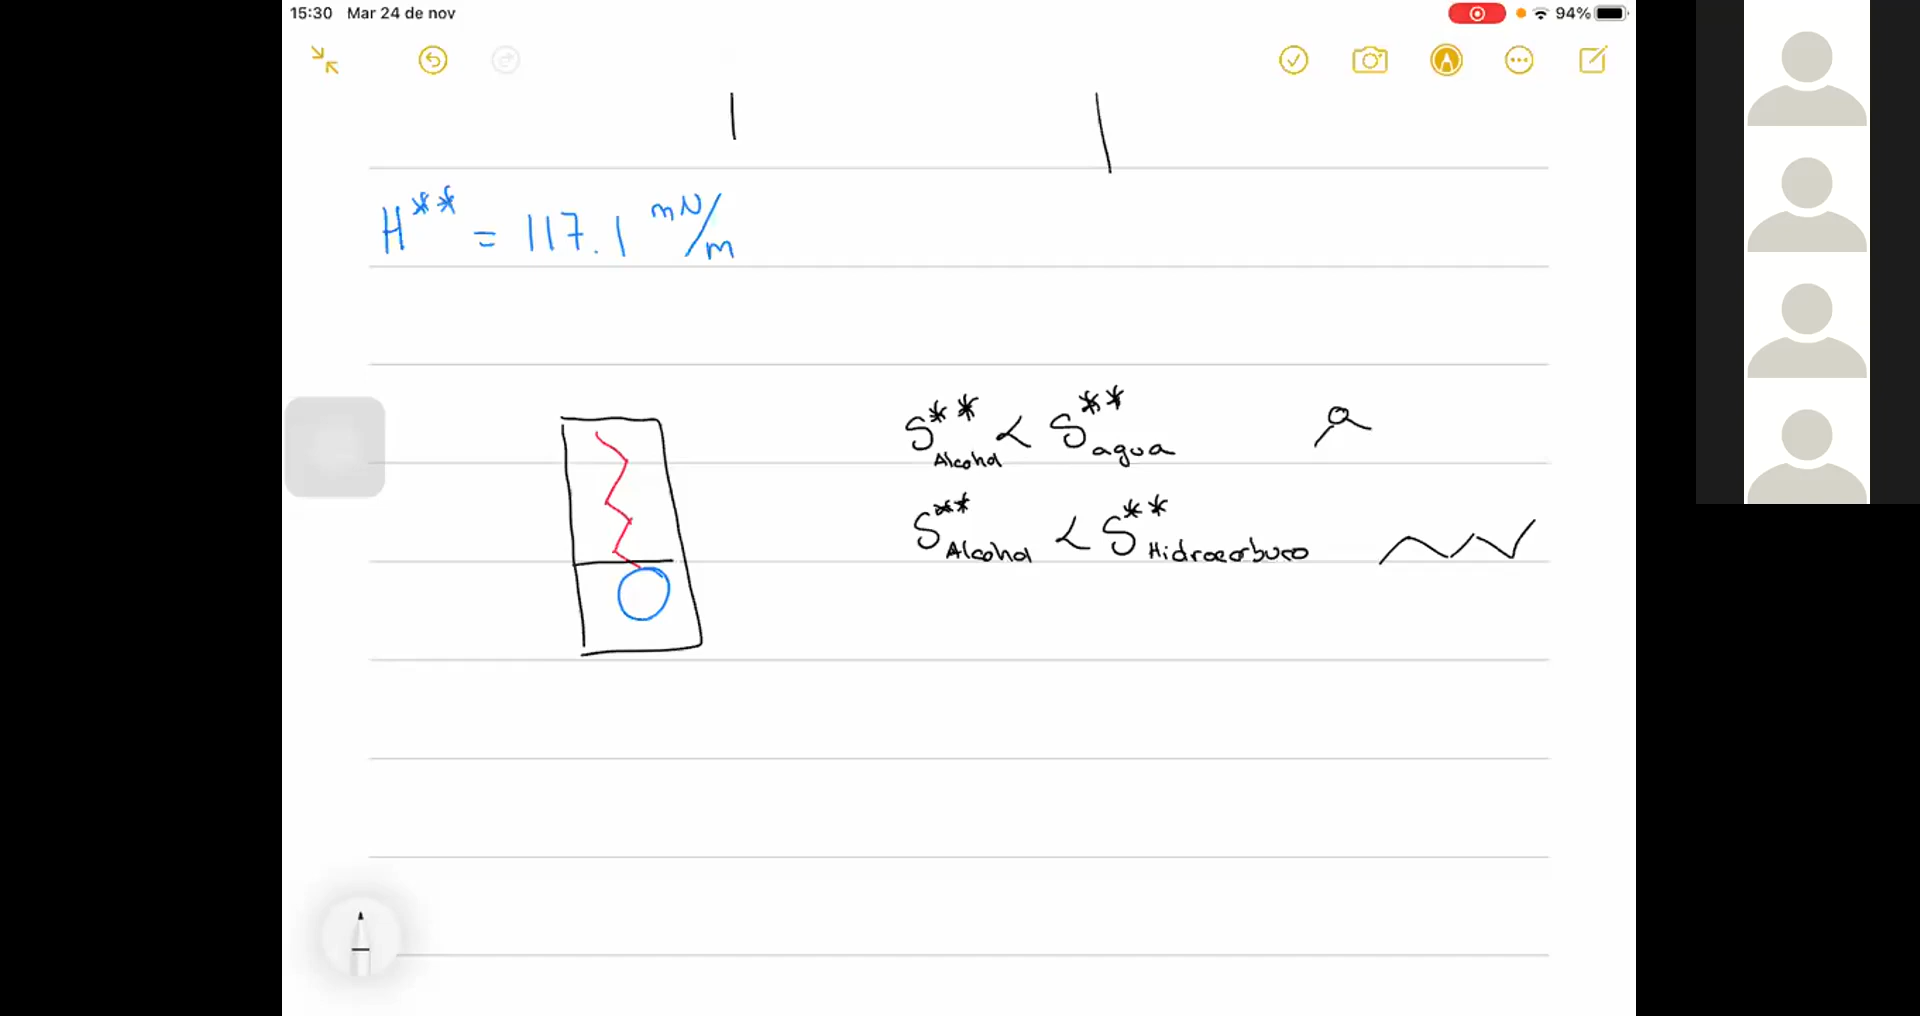 15:30 Mar 24 de nov 94%
H** = 117.1 mN/m
S**Alcohol < S**agua
S**Alcohol < S**Hidrocarburo